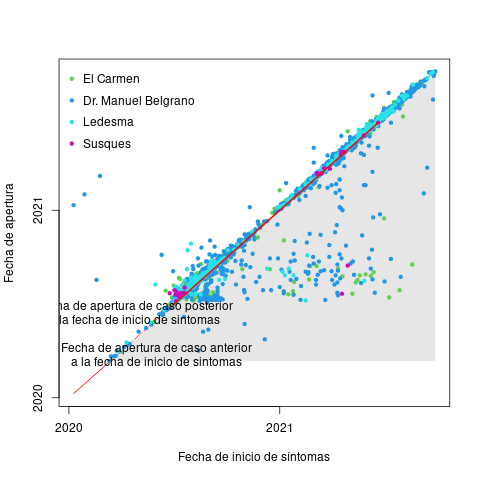 El Carmen
Dr. Manuel Belgrano
Ledesma
Susques
Fecha de apertura
2021
2020
ha de apertura de caso posterior
la fecha de inicio de síntomas
Fecha de apertura de caso anterior
a la fecha de inicio de síntomas
2020
2021
Fecha de inicio de síntomas